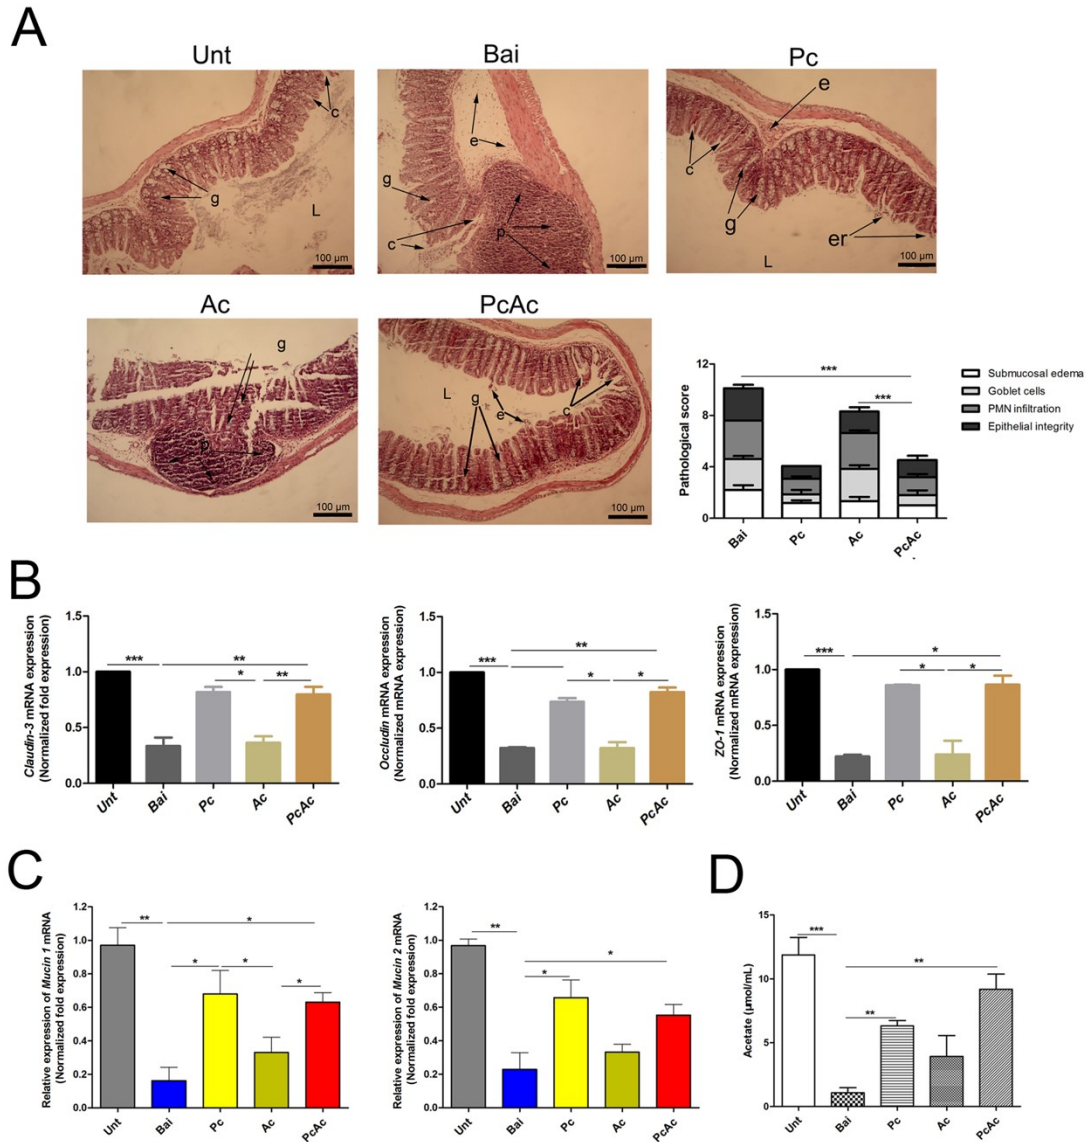 A
Unt
c
g
L
100 µm
Bai
e
g
c
p
100 µm
Pc
e
c
g
er
L
100 µm
Ac
g
p
100 µm
PcAc
L
g
e
c
100 µm
Pathological score
12
8
4
0
***
***
Bai
Pc
Ac
PcAc
Submucosal edema
Goblet cells
PMN infiltration
Epithelial integrity
B
Claudin-3 mRNA expression
(Normalized fold expression)
1.5
1.0
0.5
0.0
***
**
*
**
Unt
Bai
Pc
Ac
PcAc
Occludin mRNA expression
(Normalized mRNA expression)
1.5
1.0
0.5
0.0
***
**
*
*
Unt
Bai
Pc
Ac
PcAc
ZO-1 mRNA expression
(Normalized mRNA expression)
1.5
1.0
0.5
0.0
***
*
*
*
Unt
Bai
Pc
Ac
PcAc
C
Relative expression of Mucin 1 mRNA
(Normalized fold expression)
1.2
1.0
0.8
0.6
0.4
0.2
0.0
**
*
*
*
*
Unt
Bai
Pc
Ac
PcAc
Relative expression of Mucin 2 mRNA
(Normalized fold expression)
1.2
1.0
0.8
0.6
0.4
0.2
0.0
**
*
*
Unt
Bai
Pc
Ac
PcAc
D
Acetate (µmol/mL)
15
10
5
0
***
**
**
Unt
Bai
Pc
Ac
PcAc